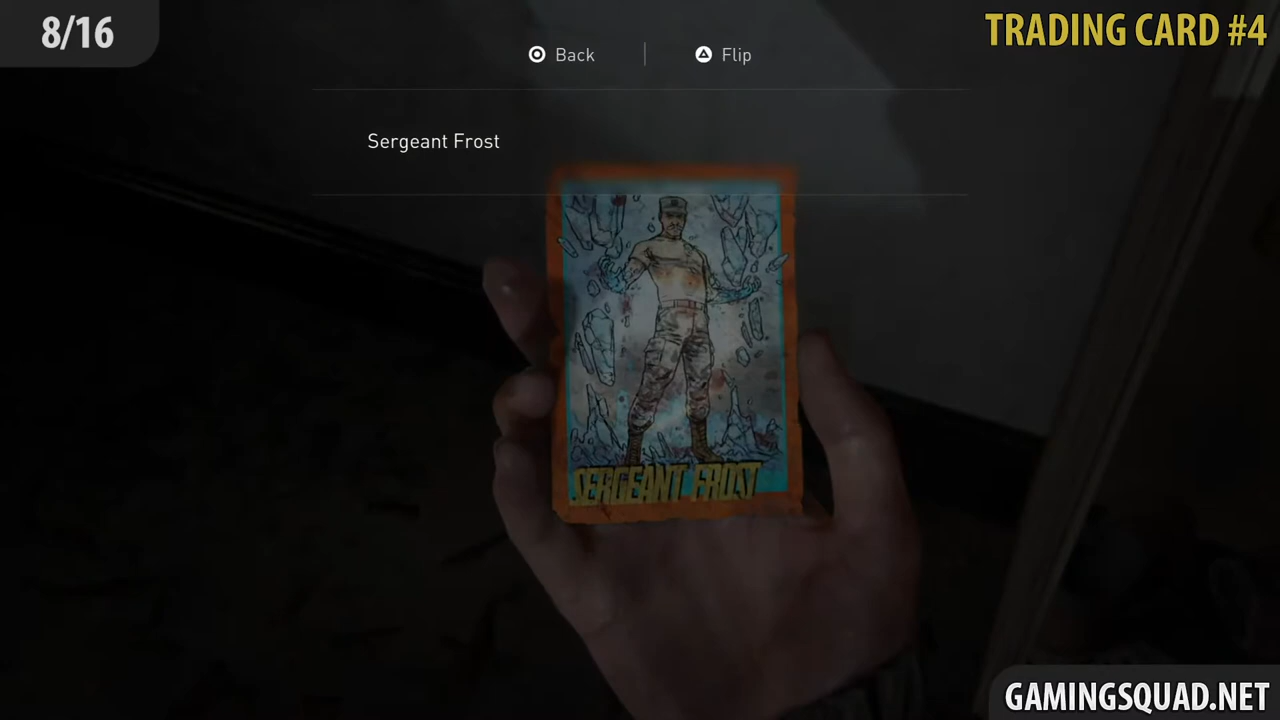 8/16
TRADING CARD #4
Back
Flip
Sergeant Frost
SERGEANT FROST
GAMINGSQUAD.NET